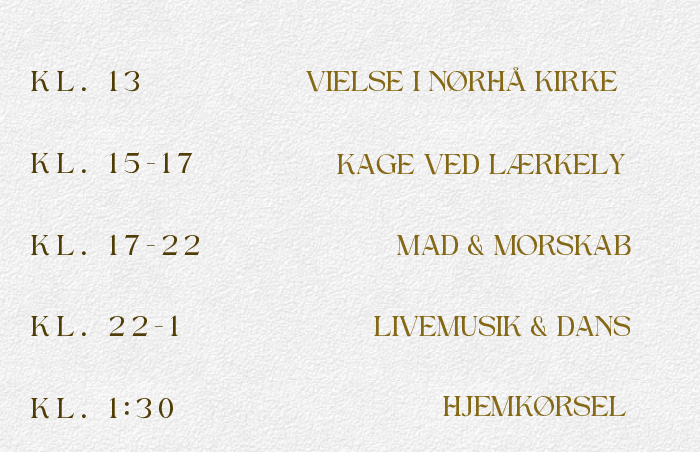 KL. 13 VIELSE I NØRHÅ KIRKE
KL. 15-17 KAGE VED LÆRKELY
KL. 17-22 MAD & MORSKAB
KL. 22-1 LIVEMUSIK & DANS
KL. 1:30 HJEMKØRSEL